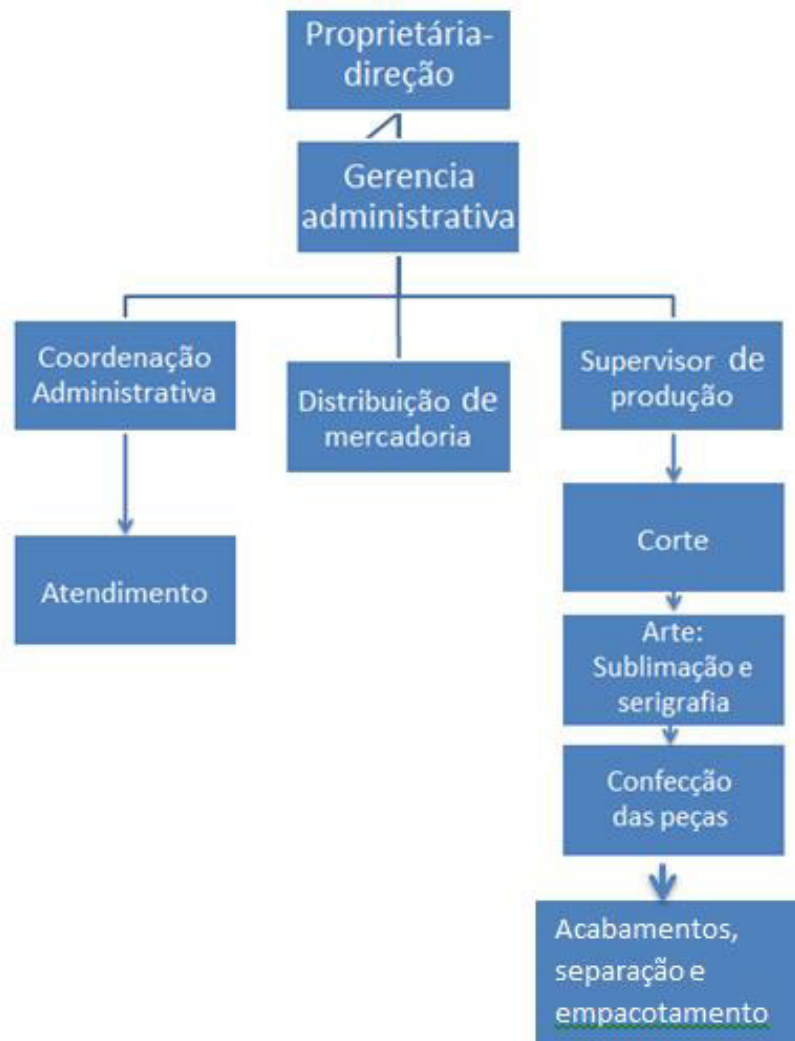 Proprietária-
direção
Gerencia
administrativa
Coordenação
Administrativa
Distribuição de
mercadoria
Supervisor de
produção
Atendimento
Corte
Arte:
Sublimação e
serigrafia
Confecção
das peças
Acabamentos,
separação e
empacotamento